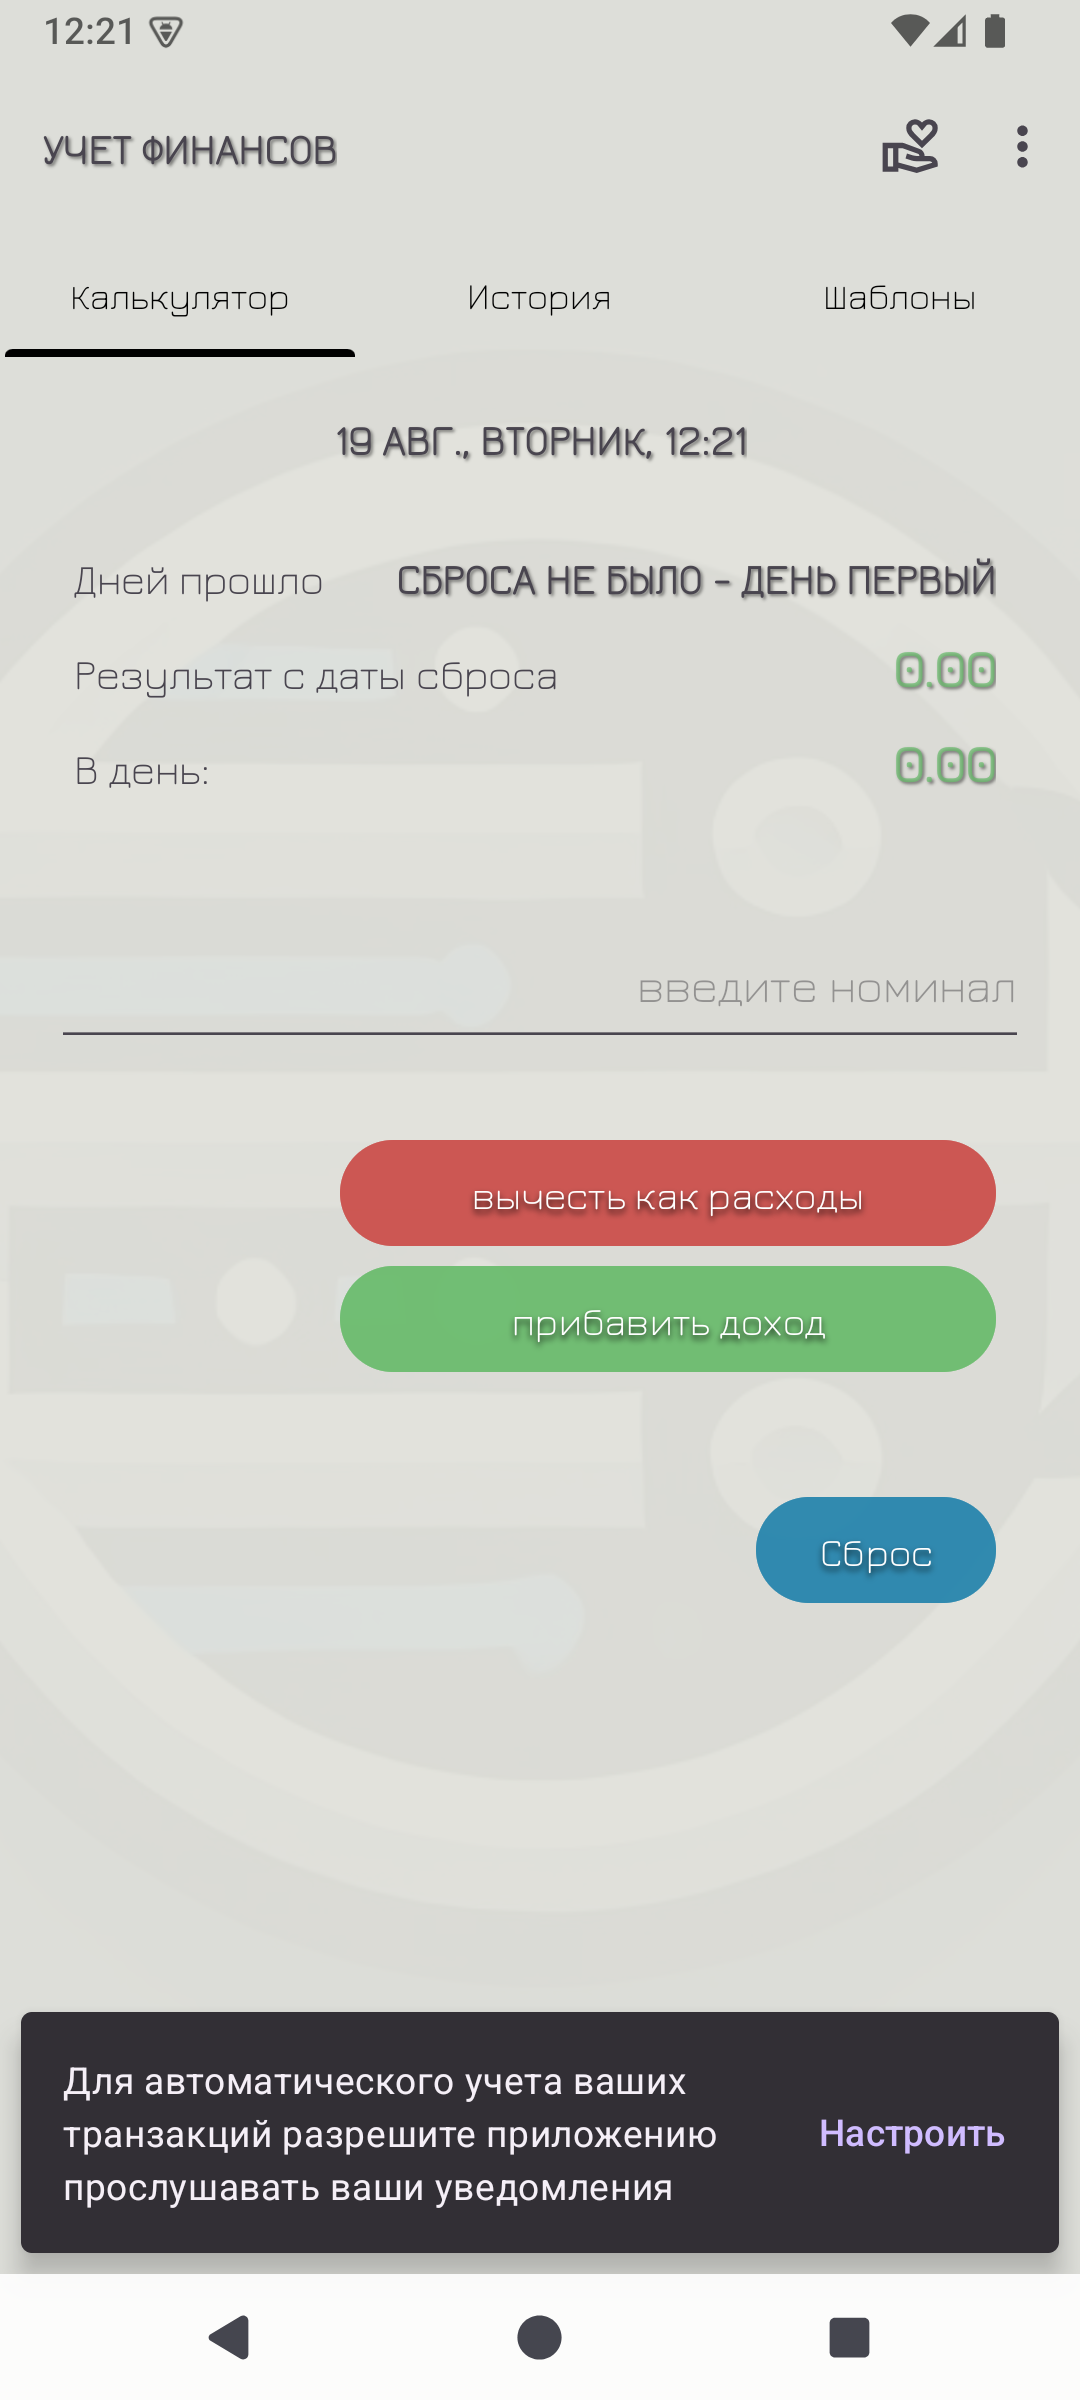 12:21
УЧЕТ ФИНАНСОВ
Калькулятор
История
Шаблоны
19 АВГ., ВТОРНИК, 12:21
Дней прошло СБРОСА НЕ БЫЛО - ДЕНЬ ПЕРВЫЙ
Результат с даты сброса 0.00
В день: 0.00
введите номинал
вычесть как расходы
прибавить доход
Сброс
Для автоматического учета ваших
транзакций разрешите приложению
прослушавать ваши уведомления
Настроить